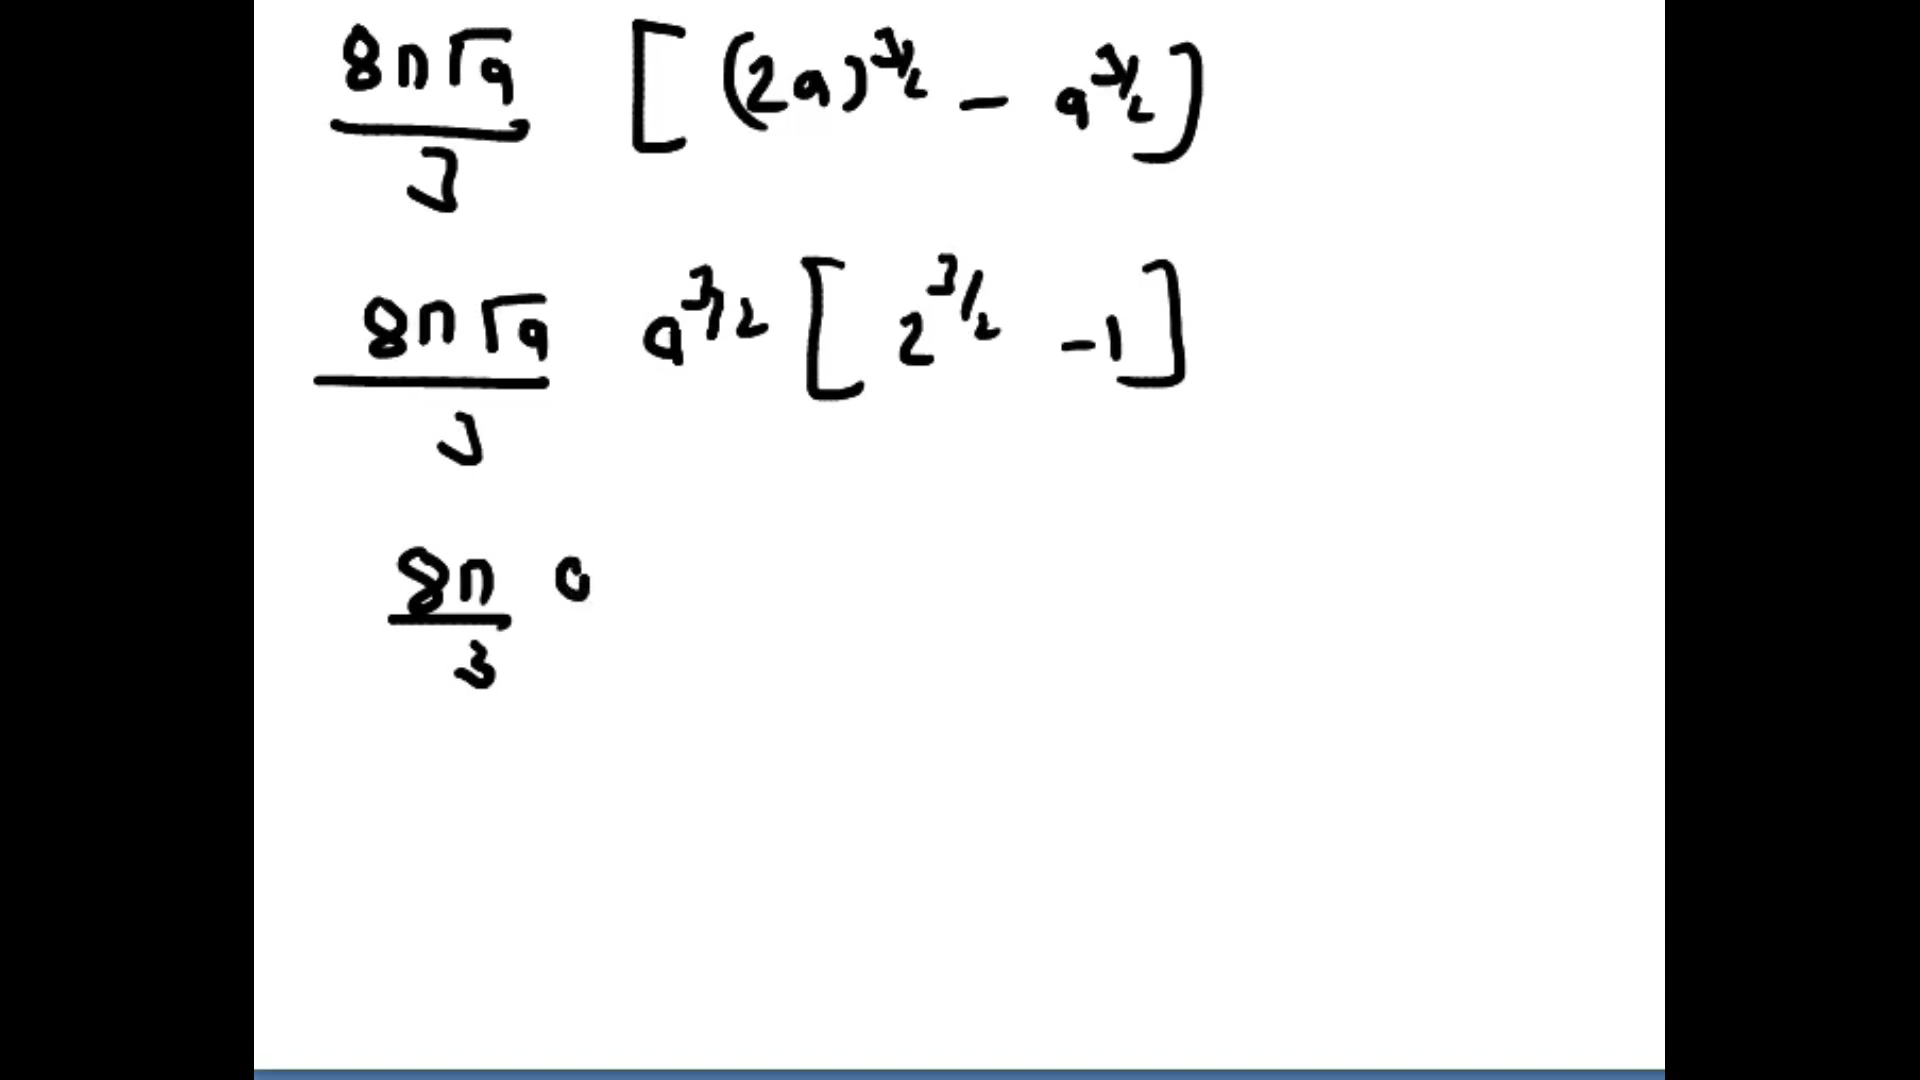 8π√a/3 [(2a)^3/2 - a^3/2]
8π√a/3 a^3/2 [2^3/2 - 1]
8π/3 a